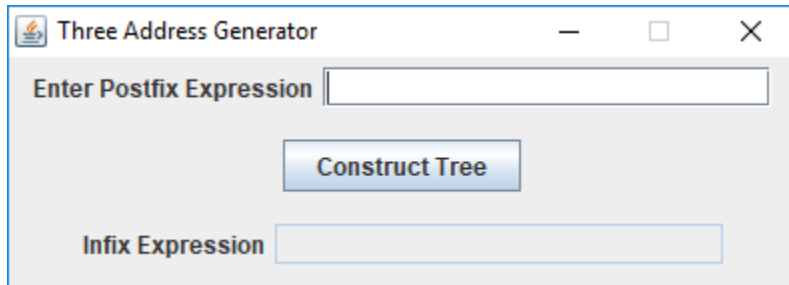 Three Address Generator
Enter Postfix Expression
Construct Tree
Infix Expression